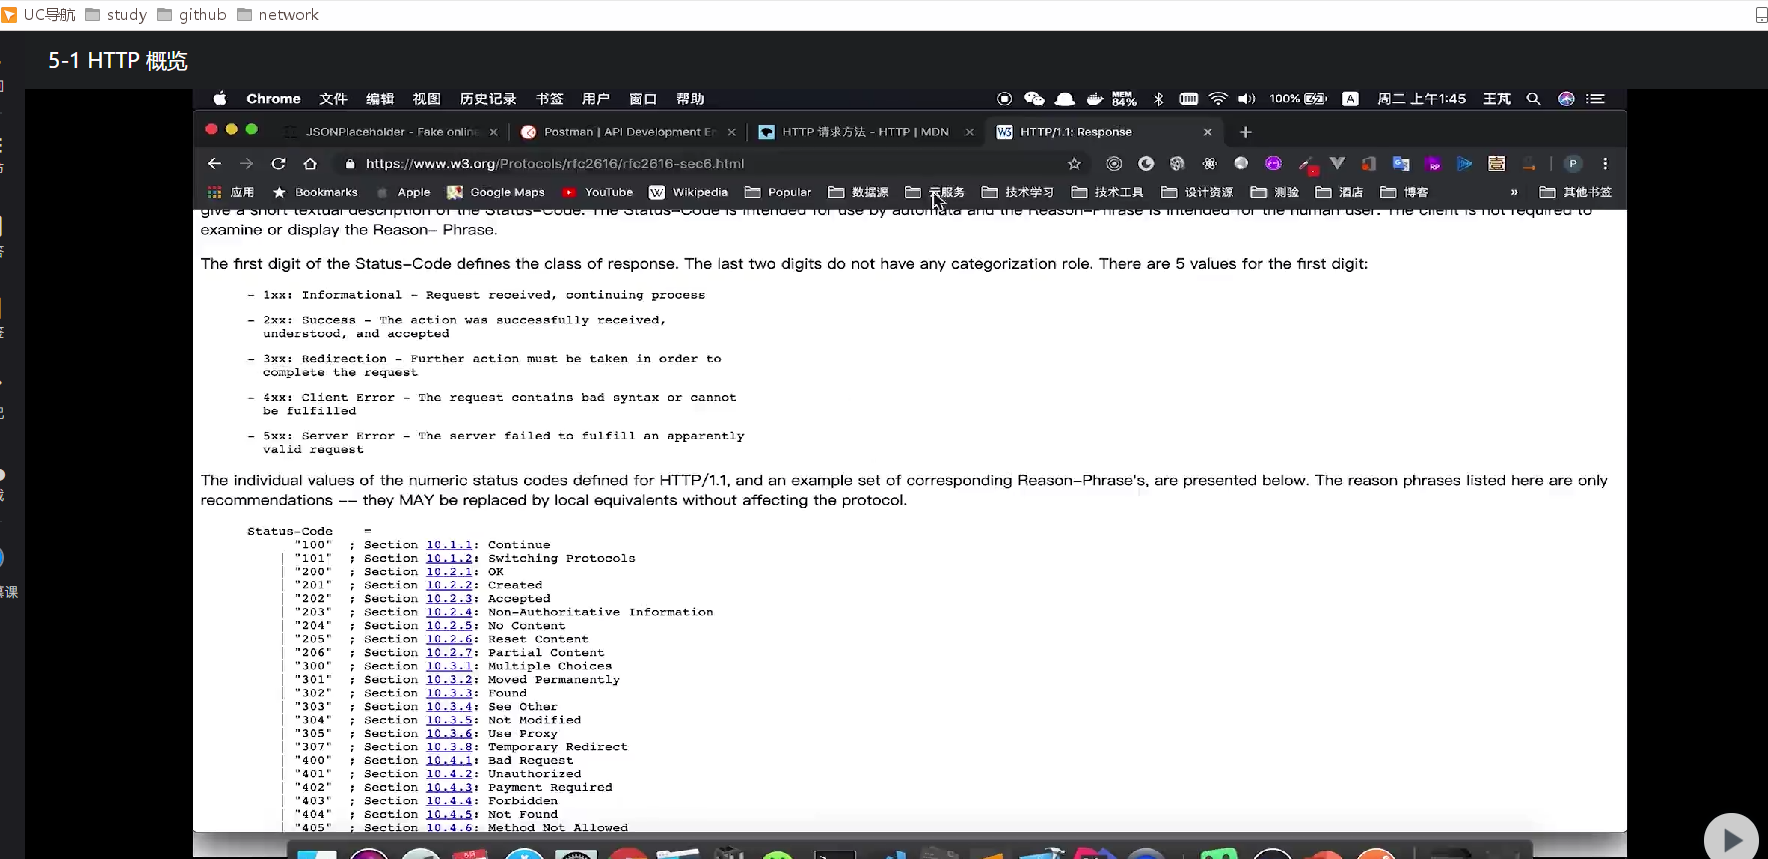 UC导航 study github network
5-1 HTTP 概览
Chrome 文件 编辑 视图 历史记录 书签 用户 窗口 帮助 MEM 84% 100% A 周二 上午1:45 王芃
JSONPlaceholder - Fake online Postman | API Development En HTTP 请求方法 - HTTP | MDN HTTP/1.1: Response
https://www.w3.org/Protocols/rfc2616/rfc2616-sec6.html
应用 Bookmarks Apple Google Maps YouTube Wikipedia Popular 数据源 云服务 技术学习 技术工具 设计资源 测验 酒店 博客 » 其他书签
give a short textual description of the Status-Code. The Status-Code is intended for use by automata and the Reason-Phrase is intended for the human user. The client is not required to
examine or display the Reason- Phrase.
The first digit of the Status-Code defines the class of response. The last two digits do not have any categorization role. There are 5 values for the first digit:
- 1xx: Informational - Request received, continuing process
- 2xx: Success - The action was successfully received,
understood, and accepted
- 3xx: Redirection - Further action must be taken in order to
complete the request
- 4xx: Client Error - The request contains bad syntax or cannot
be fulfilled
- 5xx: Server Error - The server failed to fulfill an apparently
valid request
The individual values of the numeric status codes defined for HTTP/1.1, and an example set of corresponding Reason-Phrase's, are presented below. The reason phrases listed here are only
recommendations -- they MAY be replaced by local equivalents without affecting the protocol.
Status-Code =
"100" ; Section 10.1.1: Continue
| "101" ; Section 10.1.2: Switching Protocols
| "200" ; Section 10.2.1: OK
| "201" ; Section 10.2.2: Created
| "202" ; Section 10.2.3: Accepted
| "203" ; Section 10.2.4: Non-Authoritative Information
| "204" ; Section 10.2.5: No Content
| "205" ; Section 10.2.6: Reset Content
| "206" ; Section 10.2.7: Partial Content
| "300" ; Section 10.3.1: Multiple Choices
| "301" ; Section 10.3.2: Moved Permanently
| "302" ; Section 10.3.3: Found
| "303" ; Section 10.3.4: See Other
| "304" ; Section 10.3.5: Not Modified
| "305" ; Section 10.3.6: Use Proxy
| "307" ; Section 10.3.8: Temporary Redirect
| "400" ; Section 10.4.1: Bad Request
| "401" ; Section 10.4.2: Unauthorized
| "402" ; Section 10.4.3: Payment Required
| "403" ; Section 10.4.4: Forbidden
| "404" ; Section 10.4.5: Not Found
| "405" ; Section 10.4.6: Method Not Allowed